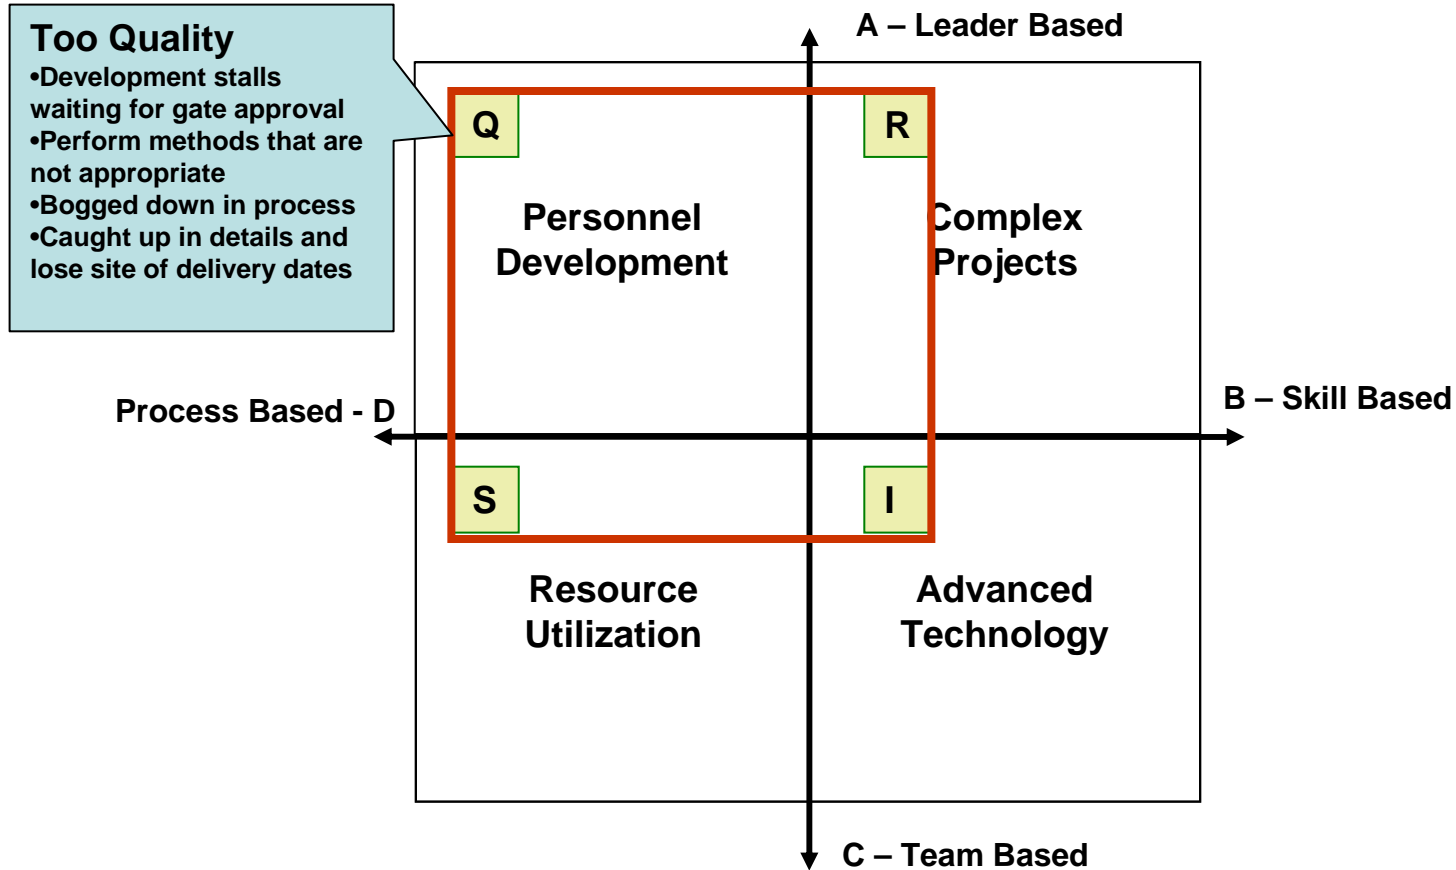 Too Quality
•Development stalls
waiting for gate approval
•Perform methods that are
not appropriate
•Bogged down in process
•Caught up in details and
lose site of delivery dates
A – Leader Based
Q
R
Personnel
Development
Complex
Projects
Process Based - D
B – Skill Based
S
I
Resource
Utilization
Advanced
Technology
C – Team Based